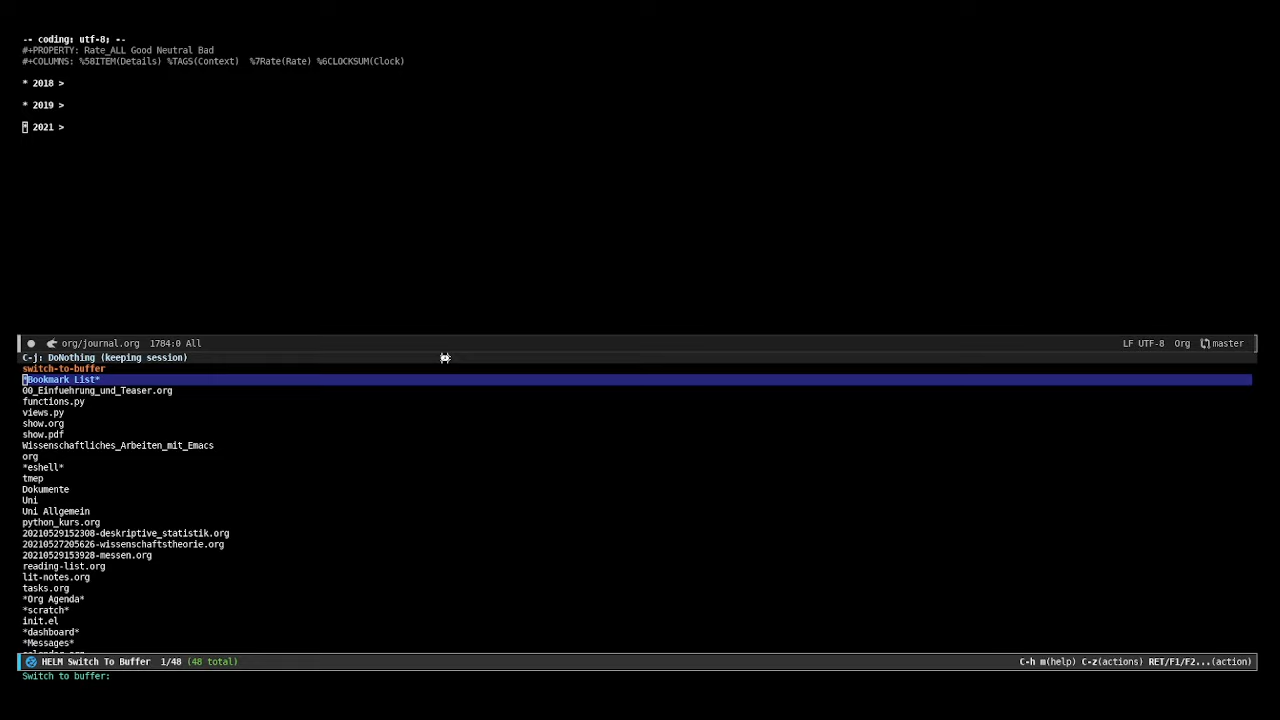 -- coding: utf-8; --
#+PROPERTY: Rate_ALL Good Neutral Bad
#+COLUMNS: %58ITEM(Details) %TAGS(Context)  %7Rate(Rate) %6CLOCKSUM(Clock)
* 2018 >
* 2019 >
* 2021 >
org/journal.org  1784:0 All  LF UTF-8  Org  master
C-j: DoNothing (keeping session)
switch-to-buffer
*Bookmark List*
00_Einfuehrung_und_Teaser.org
functions.py
views.py
show.org
show.pdf
Wissenschaftliches_Arbeiten_mit_Emacs
org
*eshell*
tmep
Dokumente
Uni
Uni Allgemein
python_kurs.org
20210529152308-deskriptive_statistik.org
20210527205626-wissenschaftstheorie.org
20210529153928-messen.org
reading-list.org
lit-notes.org
tasks.org
*Org Agenda*
*scratch*
init.el
*dashboard*
*Messages*
HELM Switch To Buffer  1/48 (48 total)  C-h m(help) C-z(actions) RET/F1/F2...(action)
Switch to buffer: